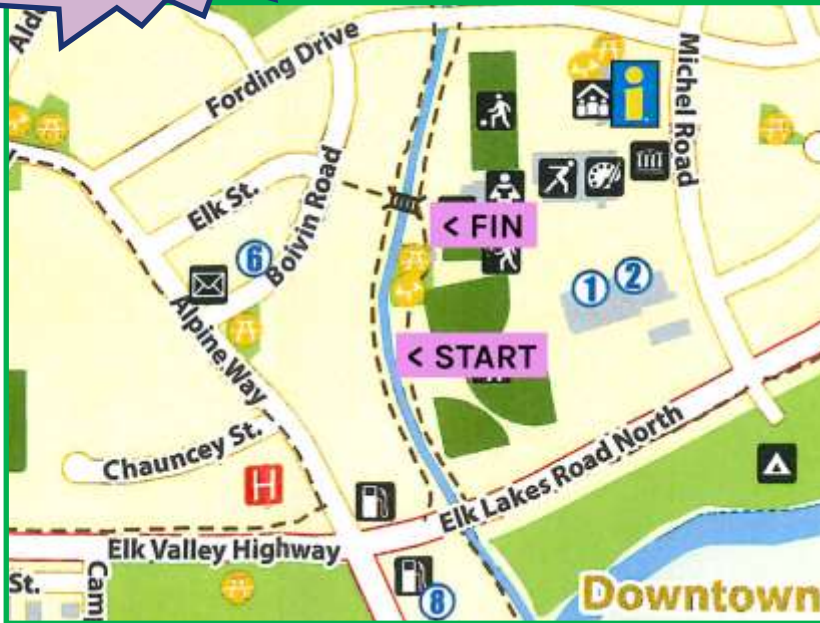 Fording Drive
Michel Road
i
Elk St.
Boivin Road
< FIN
6
1
2
Alpine Way
< START
Chauncey St.
H
Elk Lakes Road North
Elk Valley Highway
St.
8
Downtown